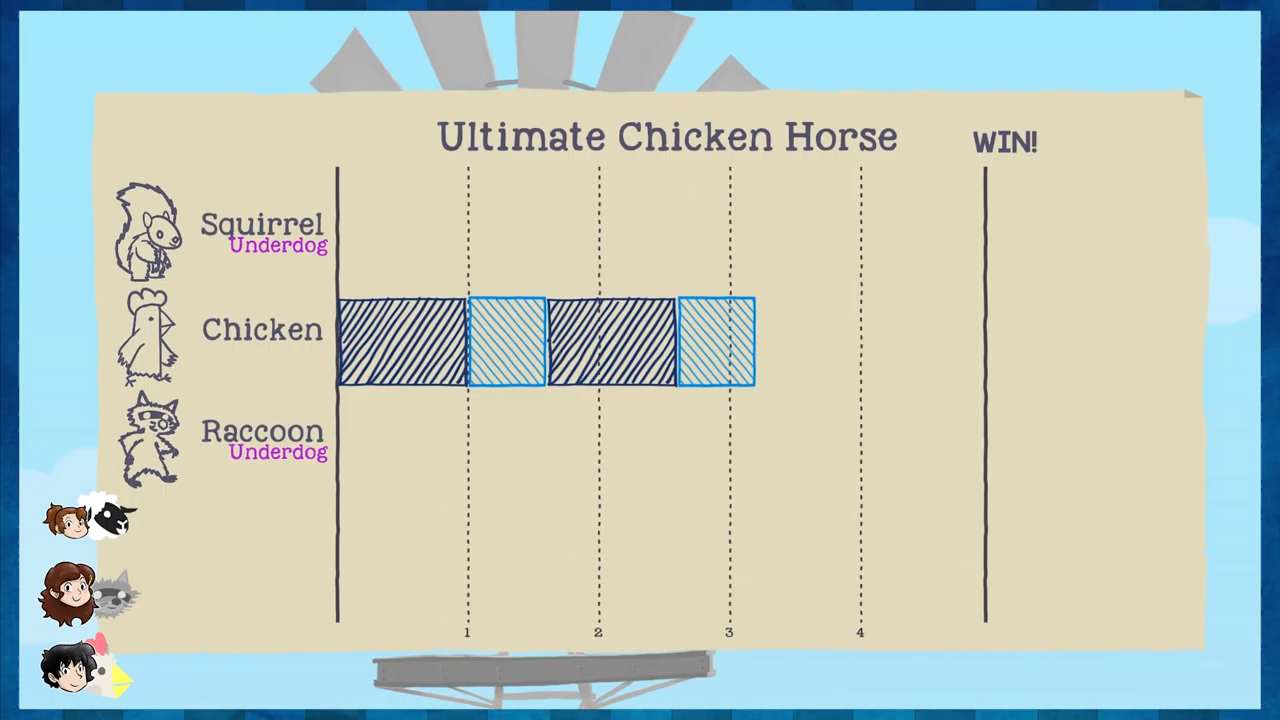 Ultimate Chicken Horse
WIN!
Squirrel
Underdog
Chicken
Raccoon
Underdog
1 2 3 4